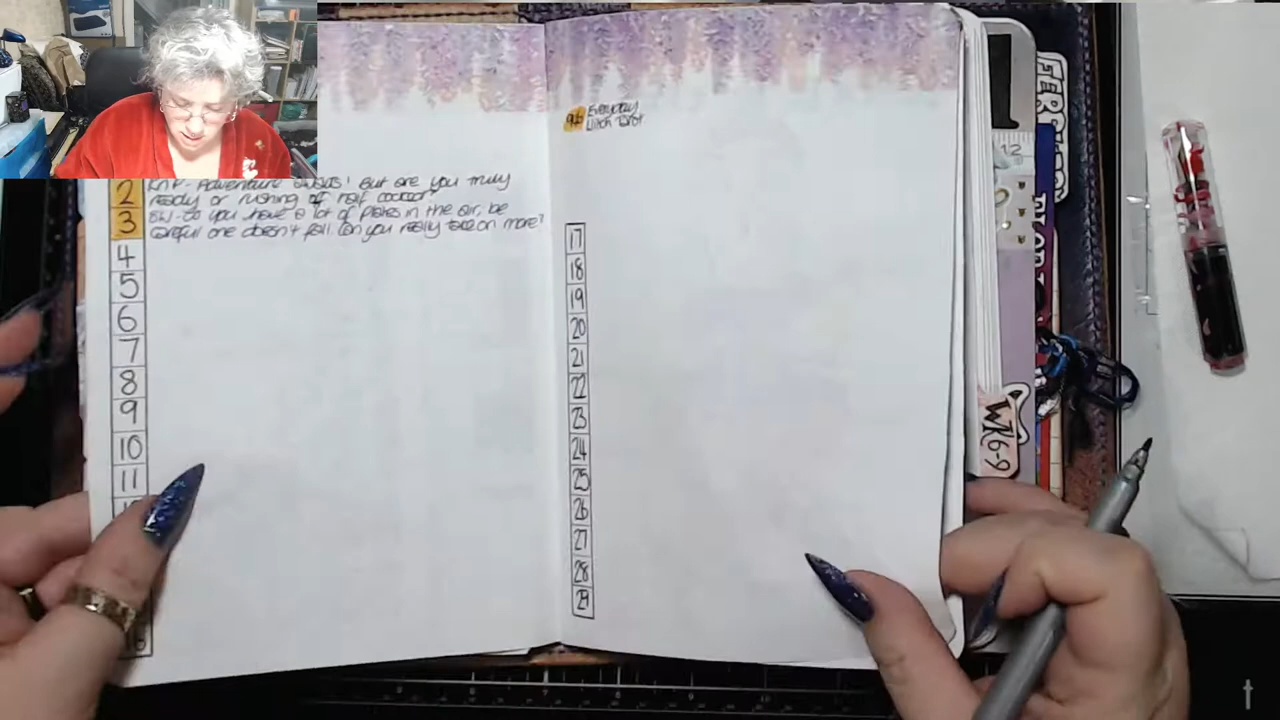 2 KnP - Adventure awaits! But are you truly
ready or rushing off half cocked?
3 8W - Do you have a lot of plates in the air, be
careful one doesn't fall. Can you really take on more?
4
5
6
7
8
9
10
11
Everyday
Witch Tarot
17
18
19
20
21
22
23
24
25
26
27
28
29
12
WK6-9
t